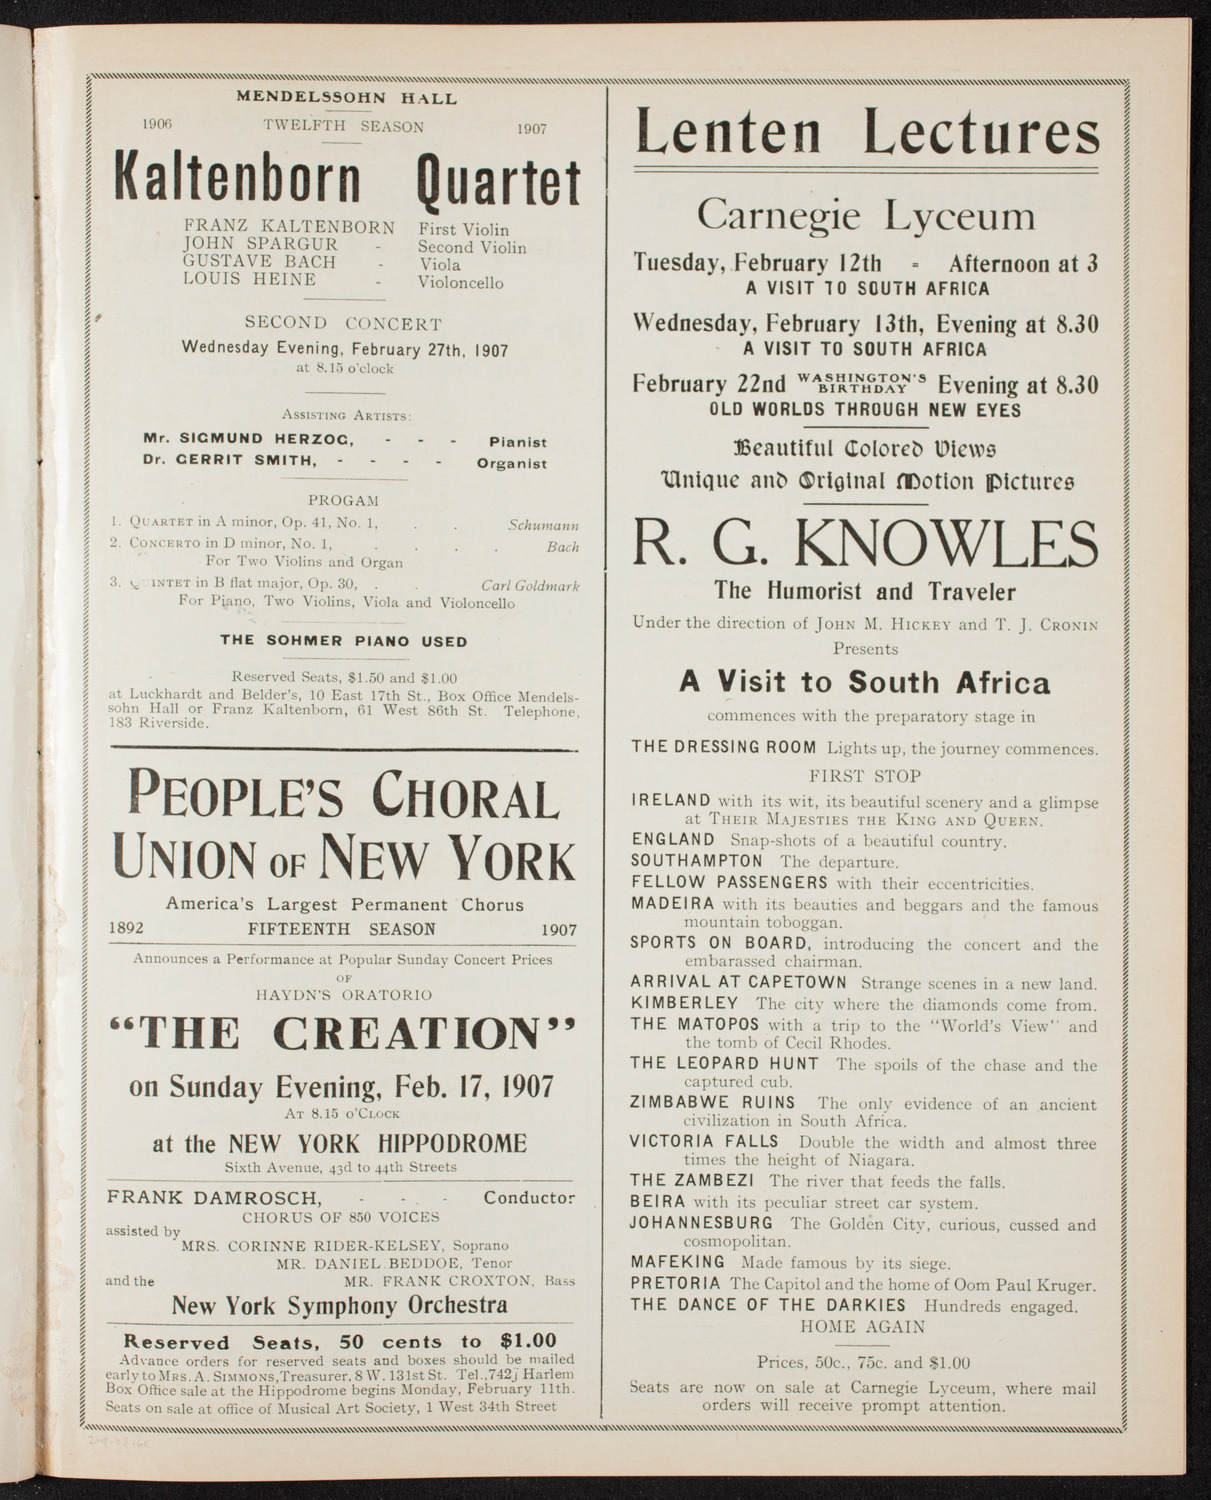 MENDELSSOHN HALL
1906 TWELFTH SEASON 1907
Kaltenborn Quartet
FRANZ KALTENBORN First Violin
JOHN SPARGUR - Second Violin
GUSTAVE BACH - Viola
LOUIS HEINE - Violoncello
SECOND CONCERT
Wednesday Evening, February 27th, 1907
at 8.15 o'clock
ASSISTING ARTISTS:
Mr. SIGMUND HERZOG, - - - Pianist
Dr. GERRIT SMITH, - - - - Organist
PROGAM
1. QUARTET in A minor, Op. 41, No. 1, . . Schumann
2. CONCERTO in D minor, No. 1, . . . . Bach
For Two Violins and Organ
3. INTET in B flat major, Op. 30, . . Carl Goldmark
For Piano, Two Violins, Viola and Violoncello
THE SOHMER PIANO USED
Reserved Seats, $1.50 and $1.00
at Luckhardt and Belder's, 10 East 17th St., Box Office Mendels-
sohn Hall or Franz Kaltenborn, 61 West 86th St. Telephone,
183 Riverside.
PEOPLE'S CHORAL
UNION OF NEW YORK
America's Largest Permanent Chorus
1892 FIFTEENTH SEASON 1907
Announces a Performance at Popular Sunday Concert Prices
OF
HAYDN'S ORATORIO
"THE CREATION"
on Sunday Evening, Feb. 17, 1907
AT 8.15 O'CLOCK
at the NEW YORK HIPPODROME
Sixth Avenue, 43d to 44th Streets
FRANK DAMROSCH, - - - Conductor
CHORUS OF 850 VOICES
assisted by
MRS. CORINNE RIDER-KELSEY, Soprano
MR. DANIEL BEDDOE, Tenor
and the MR. FRANK CROXTON, Bass
New York Symphony Orchestra
Reserved Seats, 50 cents to $1.00
Advance orders for reserved seats and boxes should be mailed
early to MRS. A. SIMMONS, Treasurer. 8 W. 131st St. Tel., 742j Harlem
Box Office sale at the Hippodrome begins Monday, February 11th.
Seats on sale at office of Musical Art Society, 1 West 34th Street
Lenten Lectures
Carnegie Lyceum
Tuesday, February 12th - Afternoon at 3
A VISIT TO SOUTH AFRICA
Wednesday, February 13th, Evening at 8.30
A VISIT TO SOUTH AFRICA
February 22nd WASHINGTON'S BIRTHDAY Evening at 8.30
OLD WORLDS THROUGH NEW EYES
Beautiful Colored Views
Unique and Original Motion Pictures
R. G. KNOWLES
The Humorist and Traveler
Under the direction of JOHN M. HICKEY and T. J. CRONIN
Presents
A Visit to South Africa
commences with the preparatory stage in
THE DRESSING ROOM Lights up, the journey commences.
FIRST STOP
IRELAND with its wit, its beautiful scenery and a glimpse
at THEIR MAJESTIES THE KING AND QUEEN.
ENGLAND Snap-shots of a beautiful country.
SOUTHAMPTON The departure.
FELLOW PASSENGERS with their eccentricities.
MADEIRA with its beauties and beggars and the famous
mountain toboggan.
SPORTS ON BOARD, introducing the concert and the
embarassed chairman.
ARRIVAL AT CAPETOWN Strange scenes in a new land.
KIMBERLEY The city where the diamonds come from.
THE MATOPOS with a trip to the "World's View" and
the tomb of Cecil Rhodes.
THE LEOPARD HUNT The spoils of the chase and the
captured cub.
ZIMBABWE RUINS The only evidence of an ancient
civilization in South Africa.
VICTORIA FALLS Double the width and almost three
times the height of Niagara.
THE ZAMBEZI The river that feeds the falls.
BEIRA with its peculiar street car system.
JOHANNESBURG The Golden City, curious, cussed and
cosmopolitan.
MAFEKING Made famous by its siege.
PRETORIA The Capitol and the home of Oom Paul Kruger.
THE DANCE OF THE DARKIES Hundreds engaged.
HOME AGAIN
Prices, 50c., 75c. and $1.00
Seats are now on sale at Carnegie Lyceum, where mail
orders will receive prompt attention.